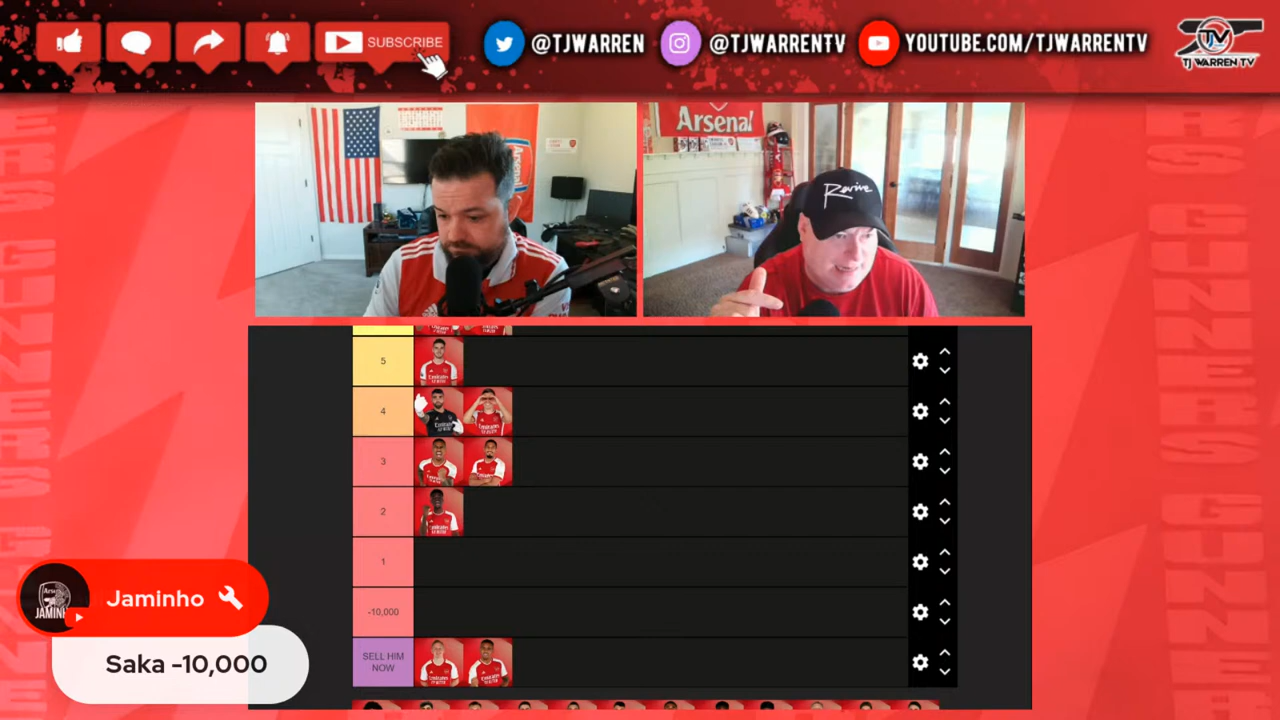 SUBSCRIBE
@TJWARREN
@TJWARRENTV
YOUTUBE.COM/TJWARRENTV
TJ WARREN TV
Arsenal
Revive
5
4
3
2
1
-10,000
SELL HIM
NOW
Jaminho
Saka -10,000